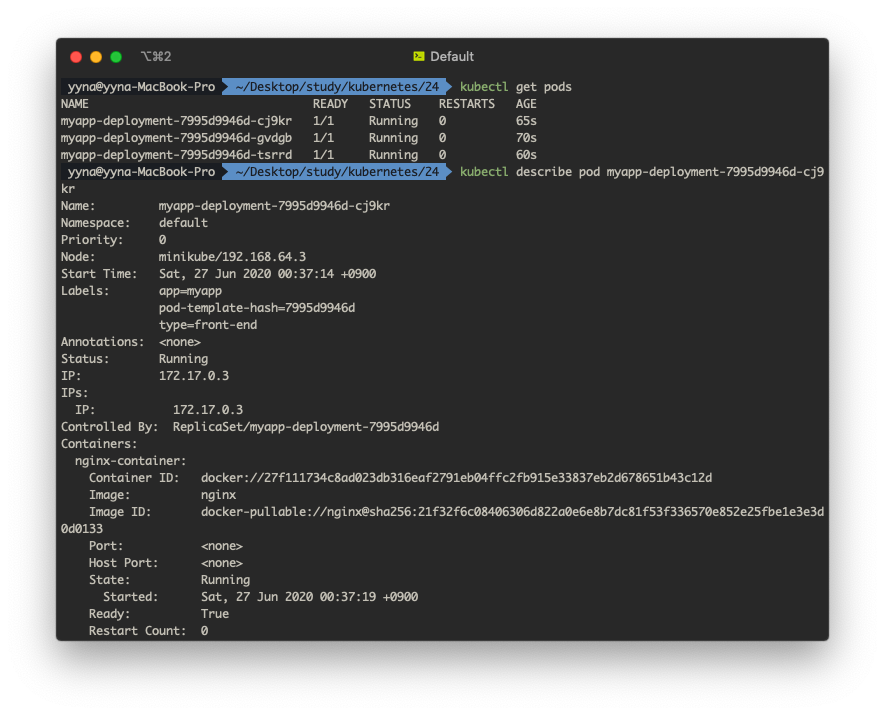 ⌥⌘2
Default
yyna@yyna-MacBook-Pro ~/Desktop/study/kubernetes/24 kubectl get pods
NAME READY STATUS RESTARTS AGE
myapp-deployment-7995d9946d-cj9kr 1/1 Running 0 65s
myapp-deployment-7995d9946d-gvdgb 1/1 Running 0 70s
myapp-deployment-7995d9946d-tsrrd 1/1 Running 0 60s
yyna@yyna-MacBook-Pro ~/Desktop/study/kubernetes/24 kubectl describe pod myapp-deployment-7995d9946d-cj9
kr
Name: myapp-deployment-7995d9946d-cj9kr
Namespace: default
Priority: 0
Node: minikube/192.168.64.3
Start Time: Sat, 27 Jun 2020 00:37:14 +0900
Labels: app=myapp
pod-template-hash=7995d9946d
type=front-end
Annotations: <none>
Status: Running
IP: 172.17.0.3
IPs:
IP: 172.17.0.3
Controlled By: ReplicaSet/myapp-deployment-7995d9946d
Containers:
nginx-container:
Container ID: docker://27f111734c8ad023db316eaf2791eb04ffc2fb915e33837eb2d678651b43c12d
Image: nginx
Image ID: docker-pullable://nginx@sha256:21f32f6c08406306d822a0e6e8b7dc81f53f336570e852e25fbe1e3e3d
0d0133
Port: <none>
Host Port: <none>
State: Running
Started: Sat, 27 Jun 2020 00:37:19 +0900
Ready: True
Restart Count: 0